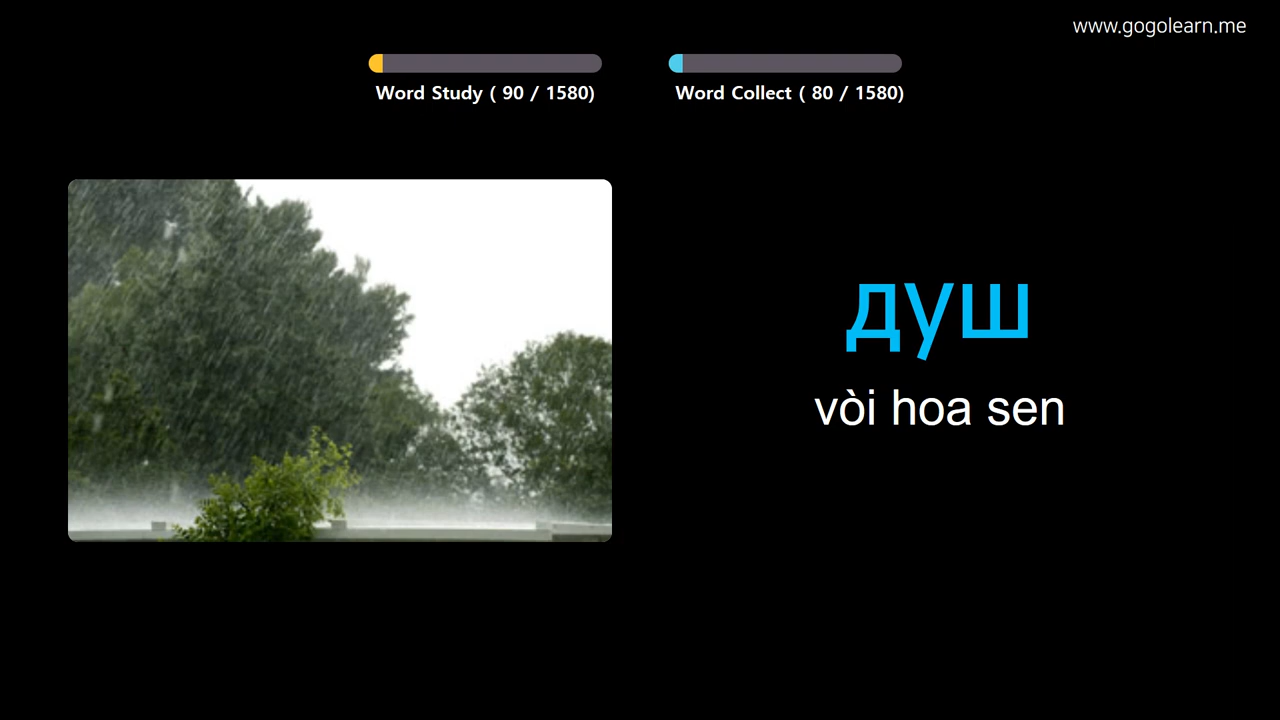 www.gogolearn.me
Word Study ( 90 / 1580)
Word Collect ( 80 / 1580)
душ
vòi hoa sen